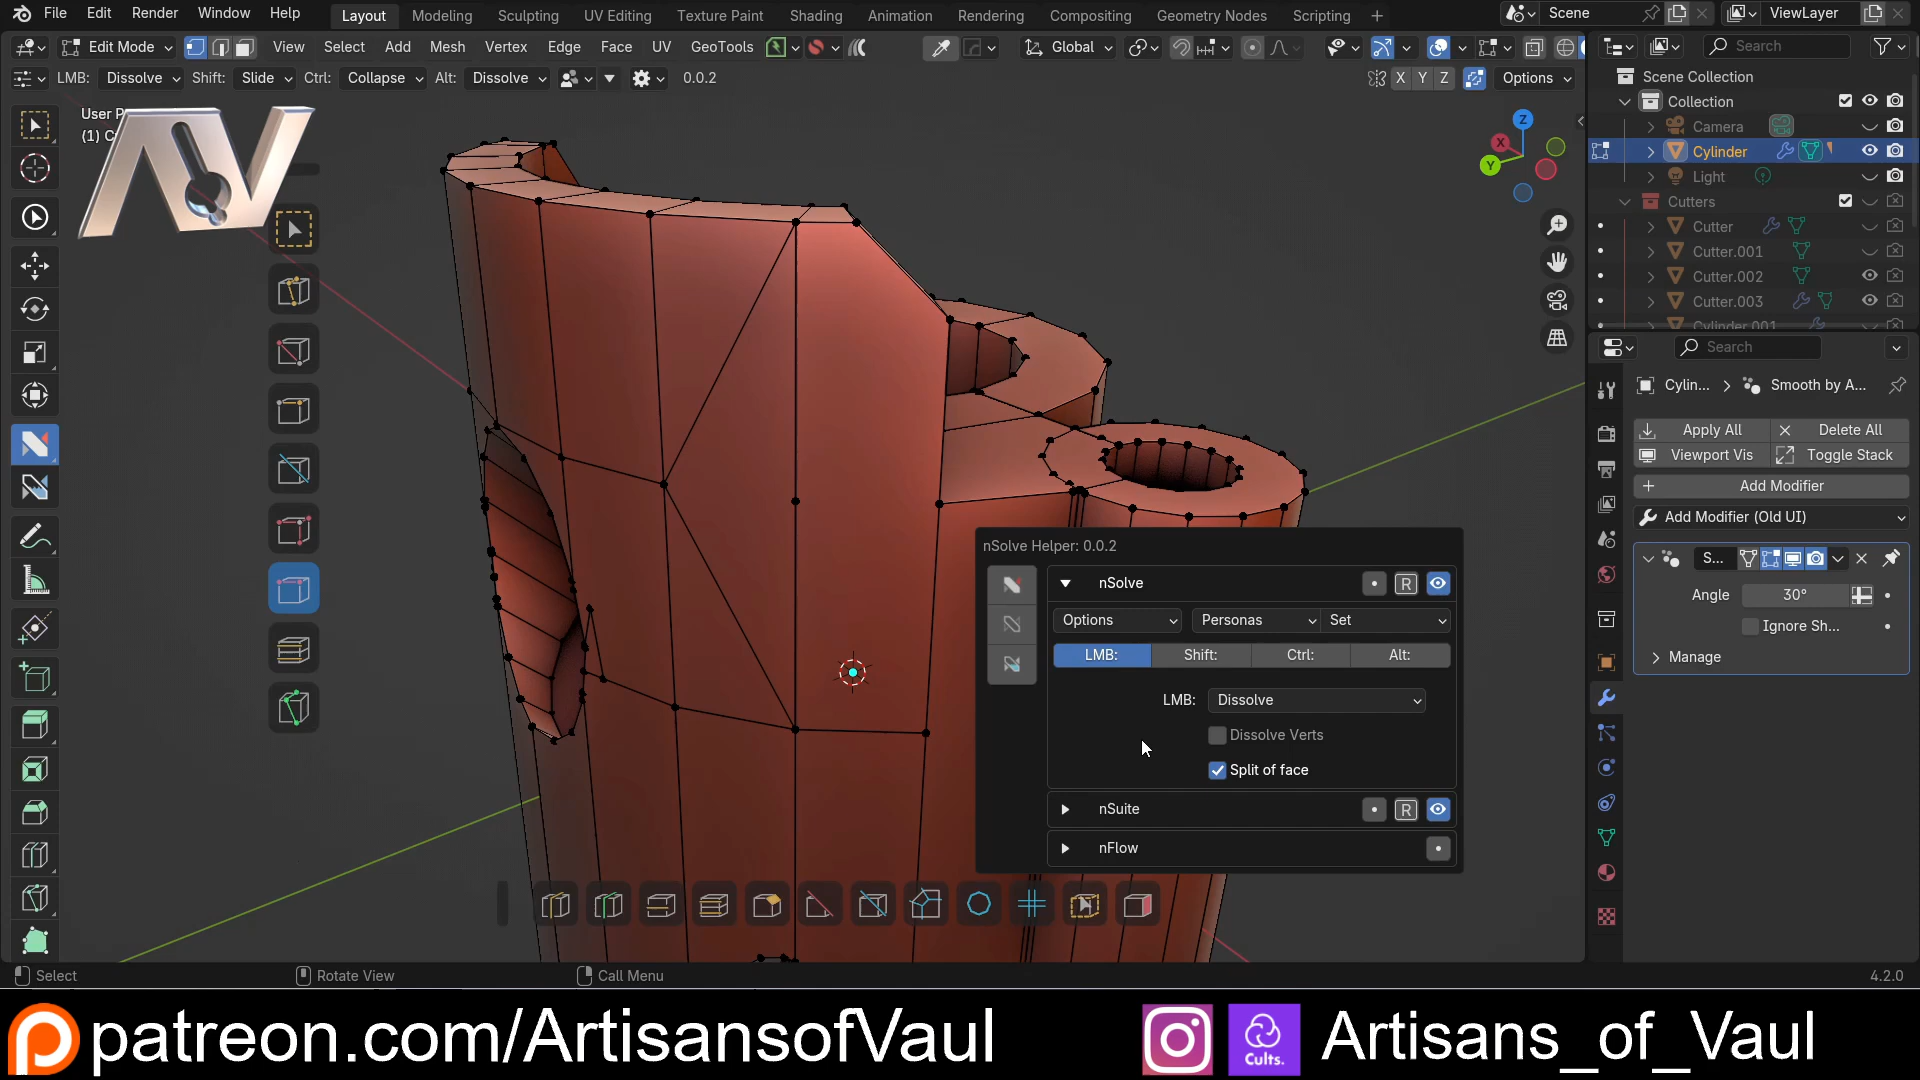 File Edit Render Window Help Layout Modeling Sculpting UV Editing Texture Paint Shading Animation Rendering Compositing Geometry Nodes Scripting + Scene ViewLayer
Edit Mode View Select Add Mesh Vertex Edge Face UV GeoTools Global Search
LMB: Dissolve Shift: Slide Ctrl: Collapse Alt: Dissolve 0.0.2 X Y Z Options
User P
(1) C
AV
Z
X
Y
Scene Collection
Collection
Camera
Cylinder
Light
Cutters
Cutter
Cutter.001
Cutter.002
Cutter.003
Cylinder.001
Search
Cylin... > Smooth by A...
Apply All Delete All
Viewport Vis Toggle Stack
Add Modifier
Add Modifier (Old UI)
S...
Angle 30°
Ignore Sh...
Manage
nSolve Helper: 0.0.2
nSolve R
Options Personas Set
LMB: Shift: Ctrl: Alt:
LMB: Dissolve
Dissolve Verts
Split of face
nSuite R
nFlow
Select Rotate View Call Menu 4.2.0
patreon.com/ArtisansofVaul Cults. Artisans_of_Vaul